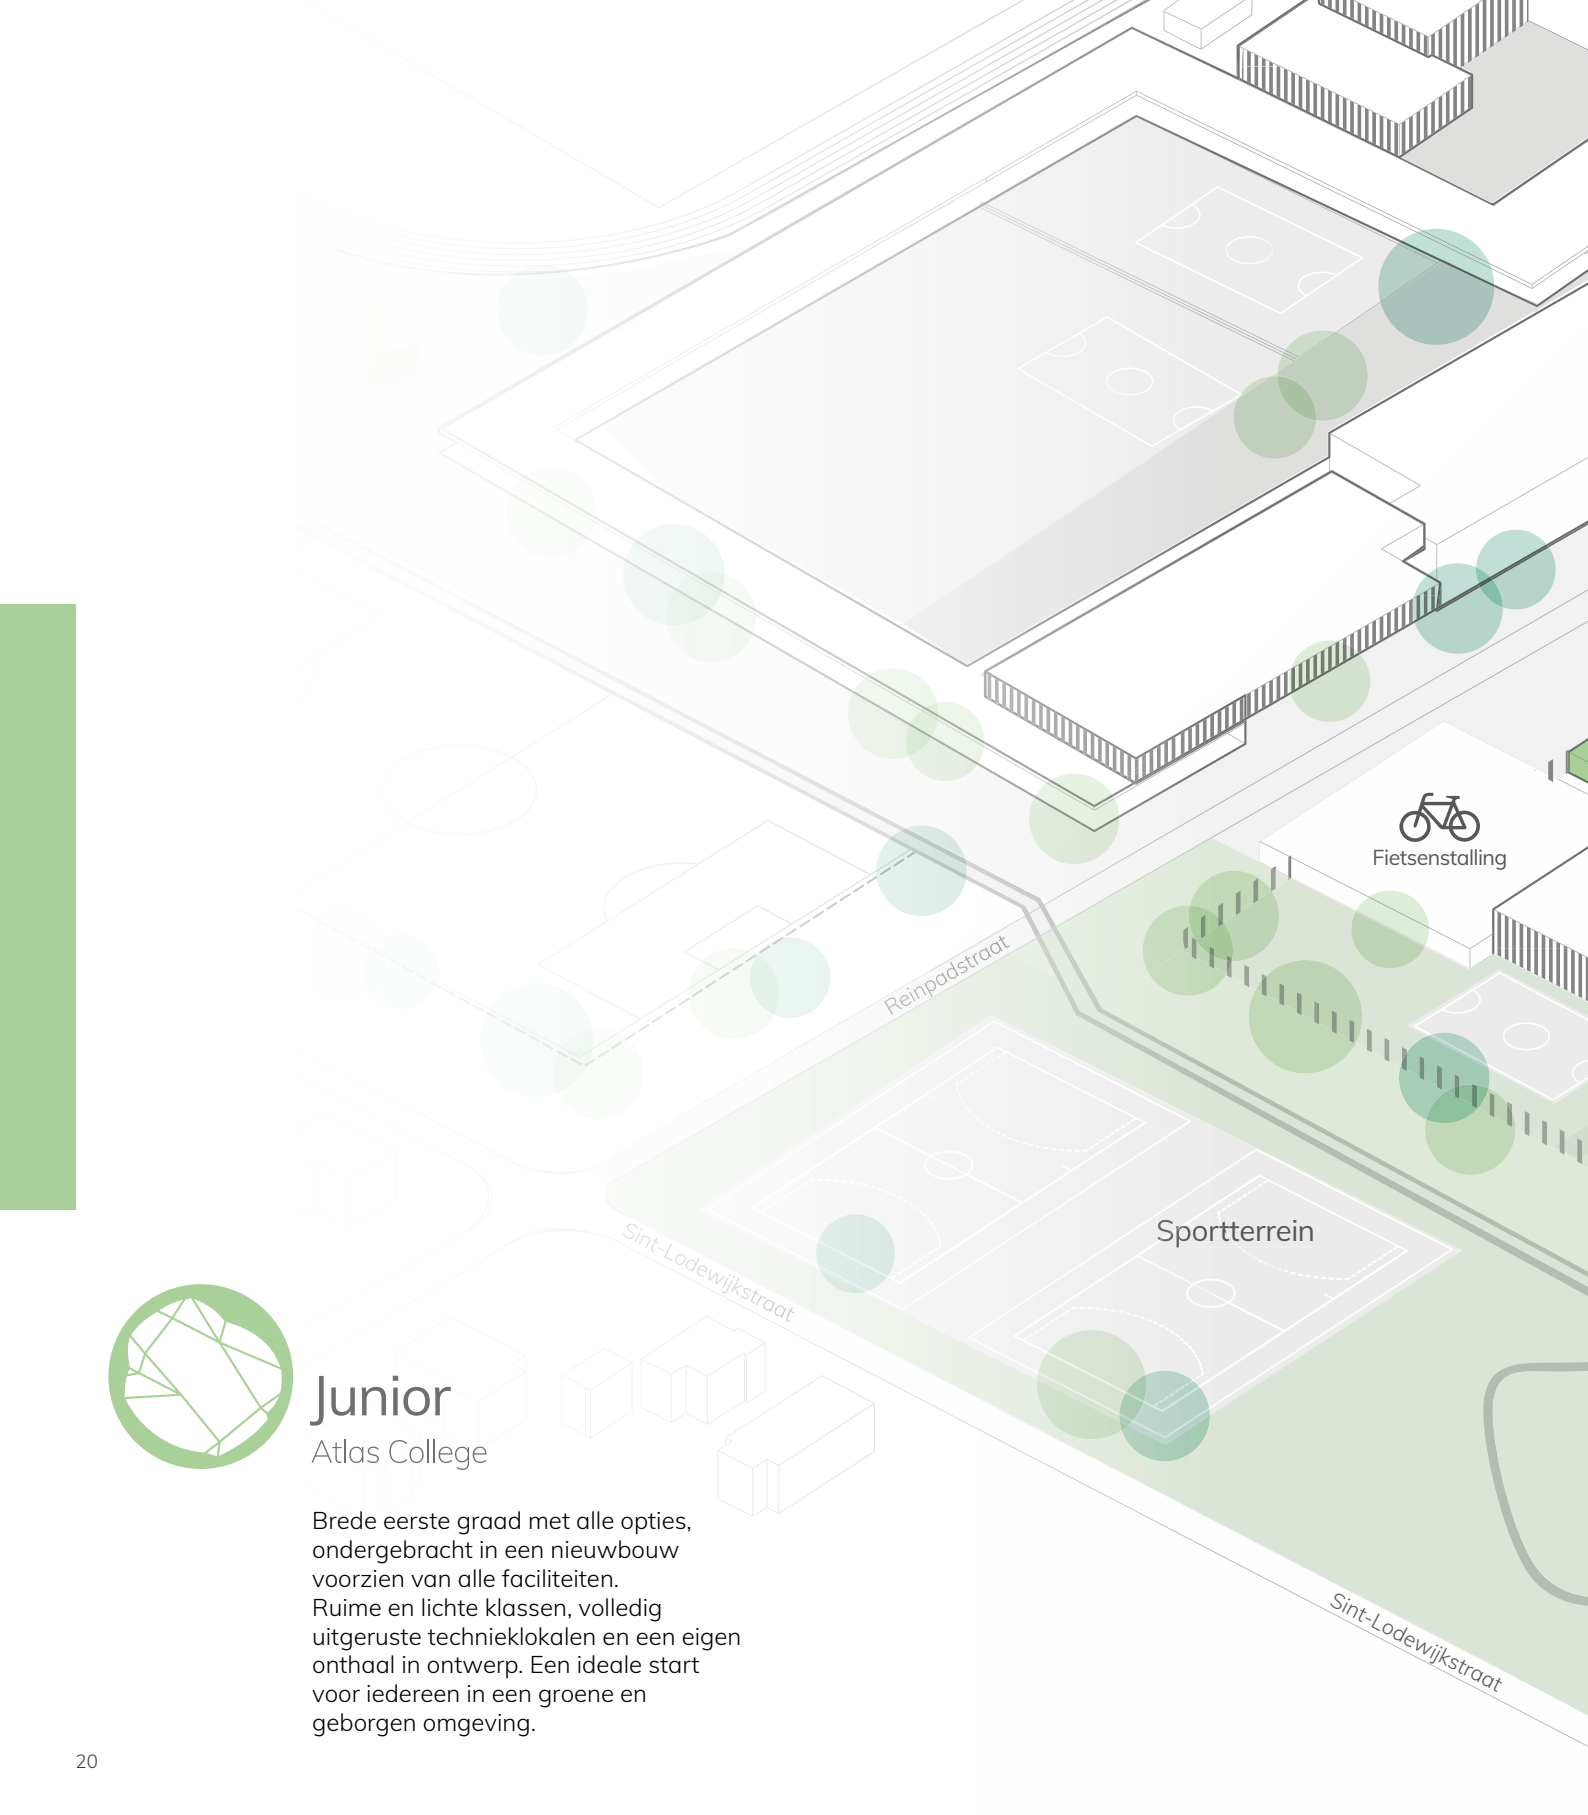 Fietsenstalling
Reinpadstraat
Sportterrein
Sint-Lodewijkstraat
Junior
Atlas College
Brede eerste graad met alle opties,
ondergebracht in een nieuwbouw
voorzien van alle faciliteiten.
Ruime en lichte klassen, volledig
uitgeruste technieklokalen en een eigen
onthaal in ontwerp. Een ideale start
voor iedereen in een groene en
geborgen omgeving.
Sint-Lodewijkstraat
20